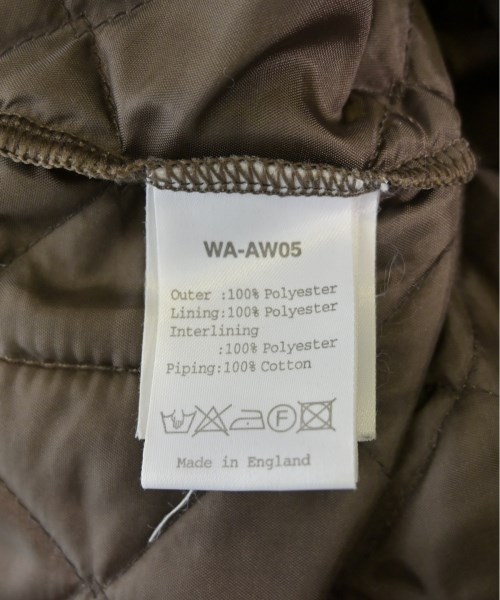 WA-AW05
Outer :100% Polyester
Lining:100% Polyester
Interlining
:100% Polyester
Piping:100% Cotton
F
Made in England